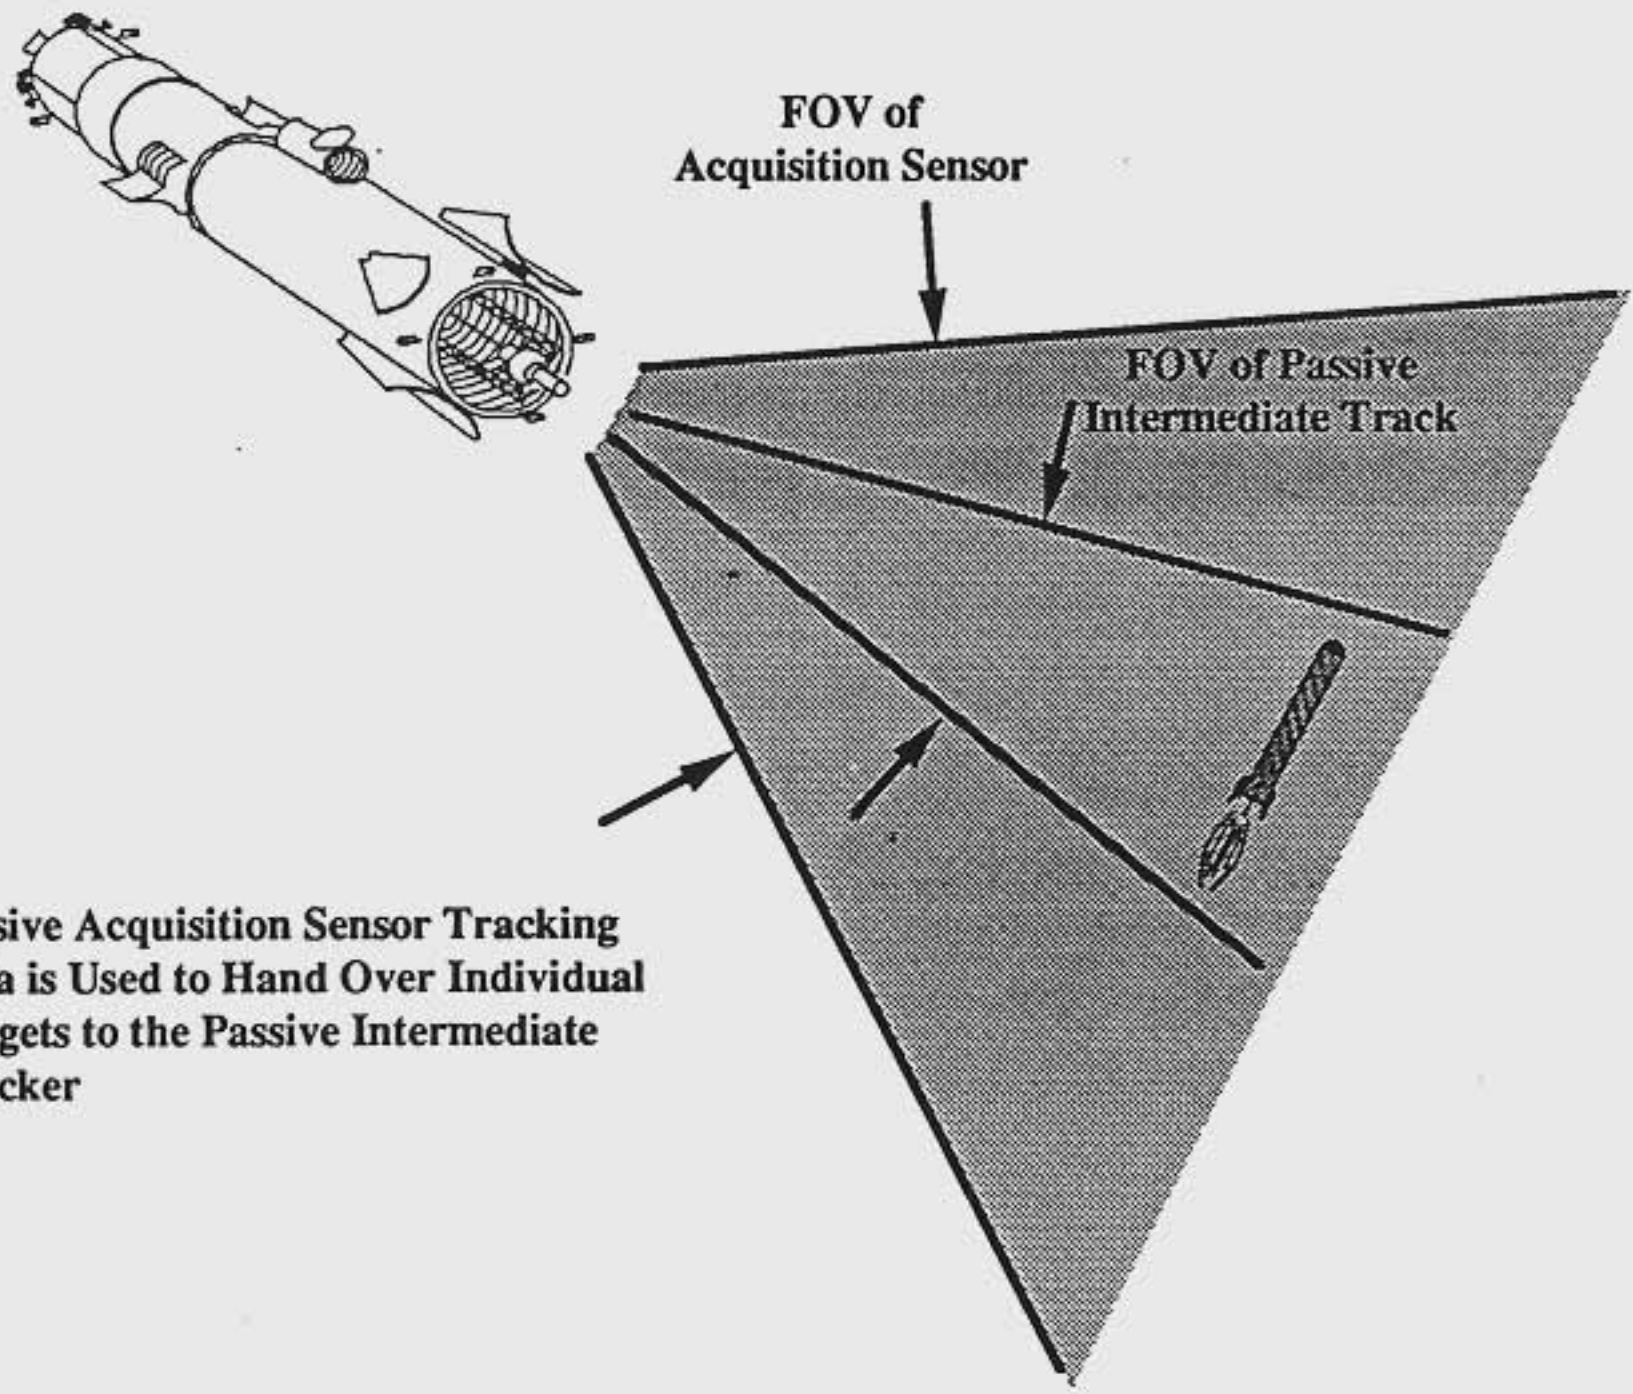 FOV of
Acquisition Sensor
FOV of Passive
Intermediate Track
sive Acquisition Sensor Tracking
a is Used to Hand Over Individual
gets to the Passive Intermediate
cker